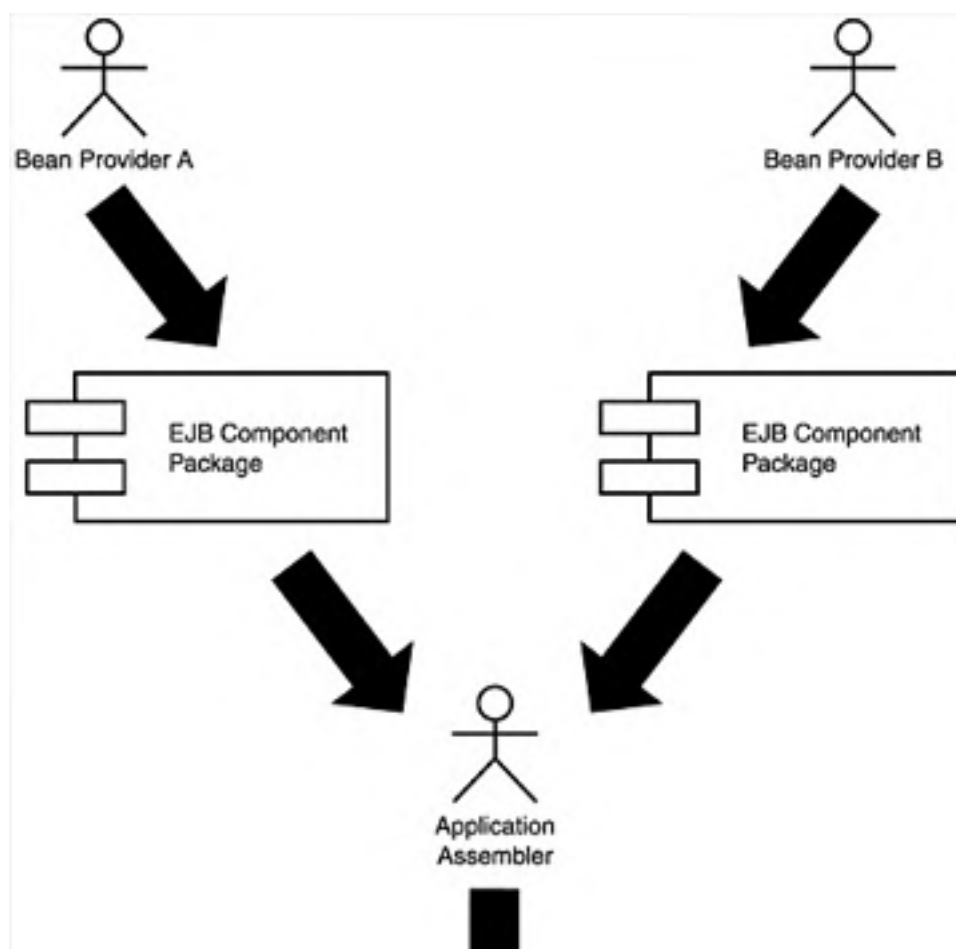 Bean Provider A
Bean Provider B
EJB Component
Package
EJB Component
Package
Application
Assembler